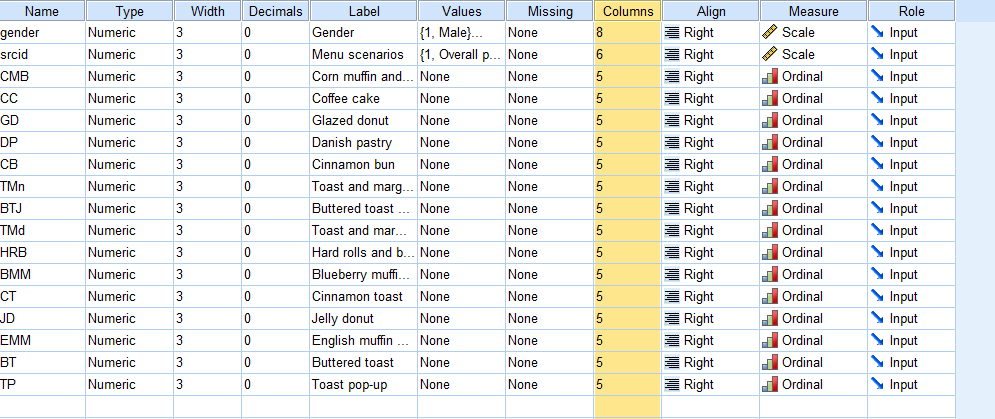 Name Type Width Decimals Label Values Missing Columns Align Measure Role
gender Numeric 3 0 Gender {1, Male}... None 8 Right Scale Input
srcid Numeric 3 0 Menu scenarios {1, Overall p... None 6 Right Scale Input
CMB Numeric 3 0 Corn muffin and... None None 5 Right Ordinal Input
CC Numeric 3 0 Coffee cake None None 5 Right Ordinal Input
GD Numeric 3 0 Glazed donut None None 5 Right Ordinal Input
DP Numeric 3 0 Danish pastry None None 5 Right Ordinal Input
CB Numeric 3 0 Cinnamon bun None None 5 Right Ordinal Input
TMn Numeric 3 0 Toast and marg... None None 5 Right Ordinal Input
BTJ Numeric 3 0 Buttered toast ... None None 5 Right Ordinal Input
TMd Numeric 3 0 Toast and mar... None None 5 Right Ordinal Input
HRB Numeric 3 0 Hard rolls and b... None None 5 Right Ordinal Input
BMM Numeric 3 0 Blueberry muffi... None None 5 Right Ordinal Input
CT Numeric 3 0 Cinnamon toast None None 5 Right Ordinal Input
JD Numeric 3 0 Jelly donut None None 5 Right Ordinal Input
EMM Numeric 3 0 English muffin ... None None 5 Right Ordinal Input
BT Numeric 3 0 Buttered toast None None 5 Right Ordinal Input
TP Numeric 3 0 Toast pop-up None None 5 Right Ordinal Input